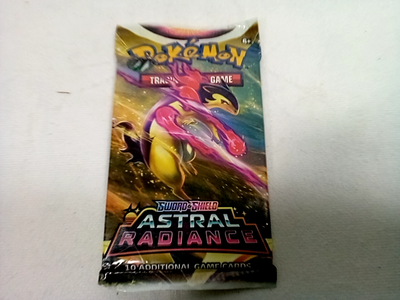 6+
POKÉMON
TRADING GAME
SWORD & SHIELD
ASTRAL
RADIANCE
10 ADDITIONAL GAME CARDS